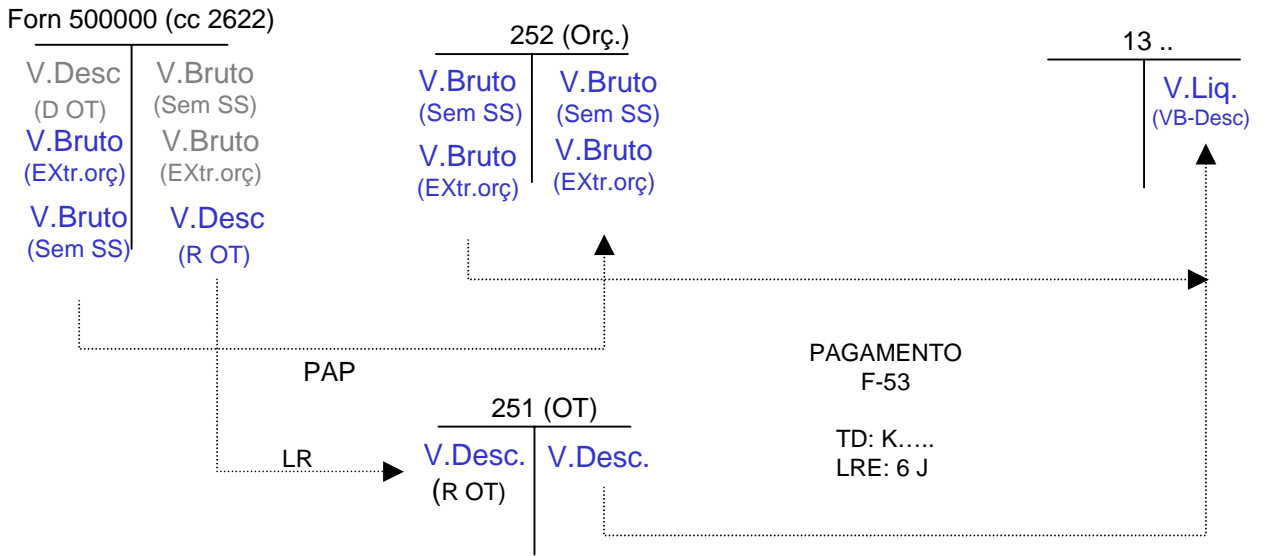 Forn 500000 (cc 2622)
V.Desc
(D OT)
V.Bruto
(EXtr.orç)
V.Bruto
(Sem SS)
V.Bruto
(Sem SS)
V.Bruto
(EXtr.orç)
V.Desc
(R OT)
252 (Orç.)
V.Bruto
(Sem SS)
V.Bruto
(EXtr.orç)
V.Bruto
(Sem SS)
V.Bruto
(EXtr.orç)
13 ..
V.Liq.
(VB-Desc)
PAP
LR
251 (OT)
V.Desc.
(R OT)
V.Desc.
PAGAMENTO
F-53
TD: K.....
LRE: 6 J